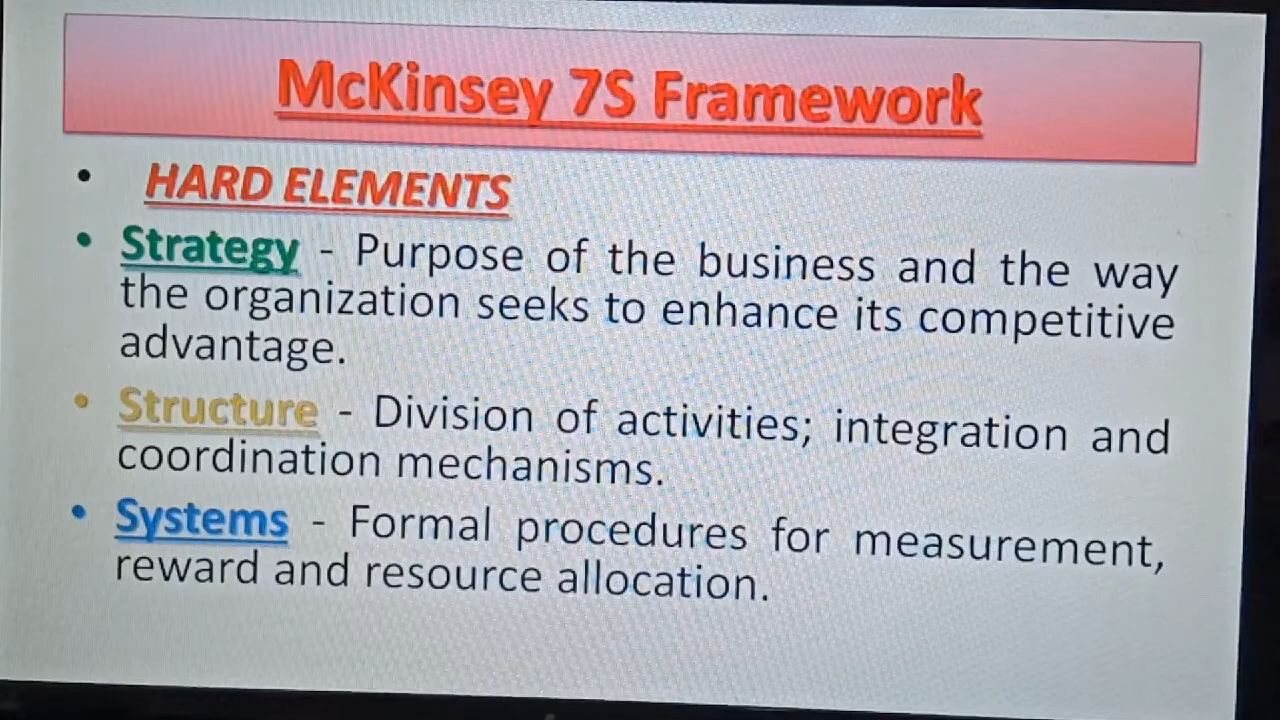 McKinsey 7S Framework
• HARD ELEMENTS
• Strategy - Purpose of the business and the way
the organization seeks to enhance its competitive
advantage.
• Structure - Division of activities; integration and
coordination mechanisms.
• Systems - Formal procedures for measurement,
reward and resource allocation.